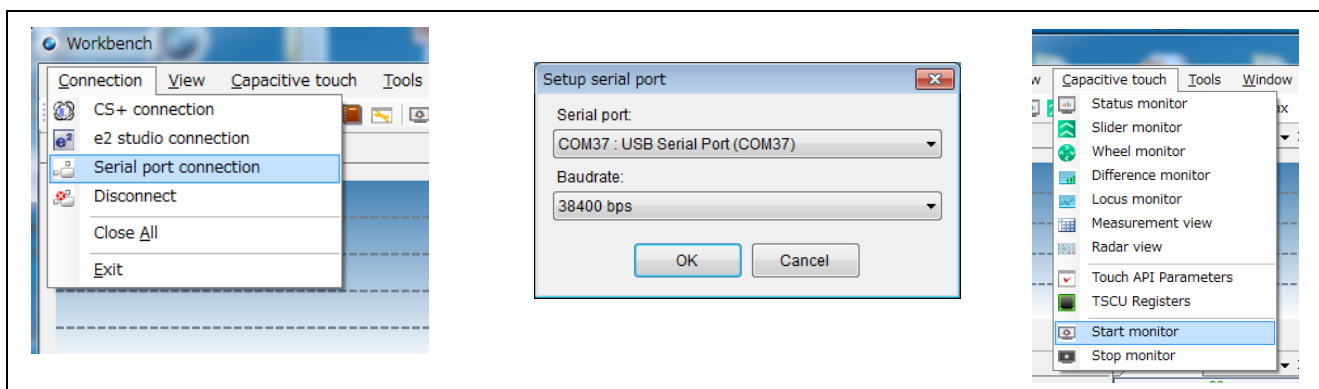 Workbench
Connection View Capacitive touch Tools
CS+ connection
e2 studio connection
Serial port connection
Disconnect
Close All
Exit
Setup serial port
Serial port:
COM37 : USB Serial Port (COM37)
Baudrate:
38400 bps
OK Cancel
Capacitive touch Tools Window
Status monitor
Slider monitor
Wheel monitor
Difference monitor
Locus monitor
Measurement view
Radar view
Touch API Parameters
TSCU Registers
Start monitor
Stop monitor